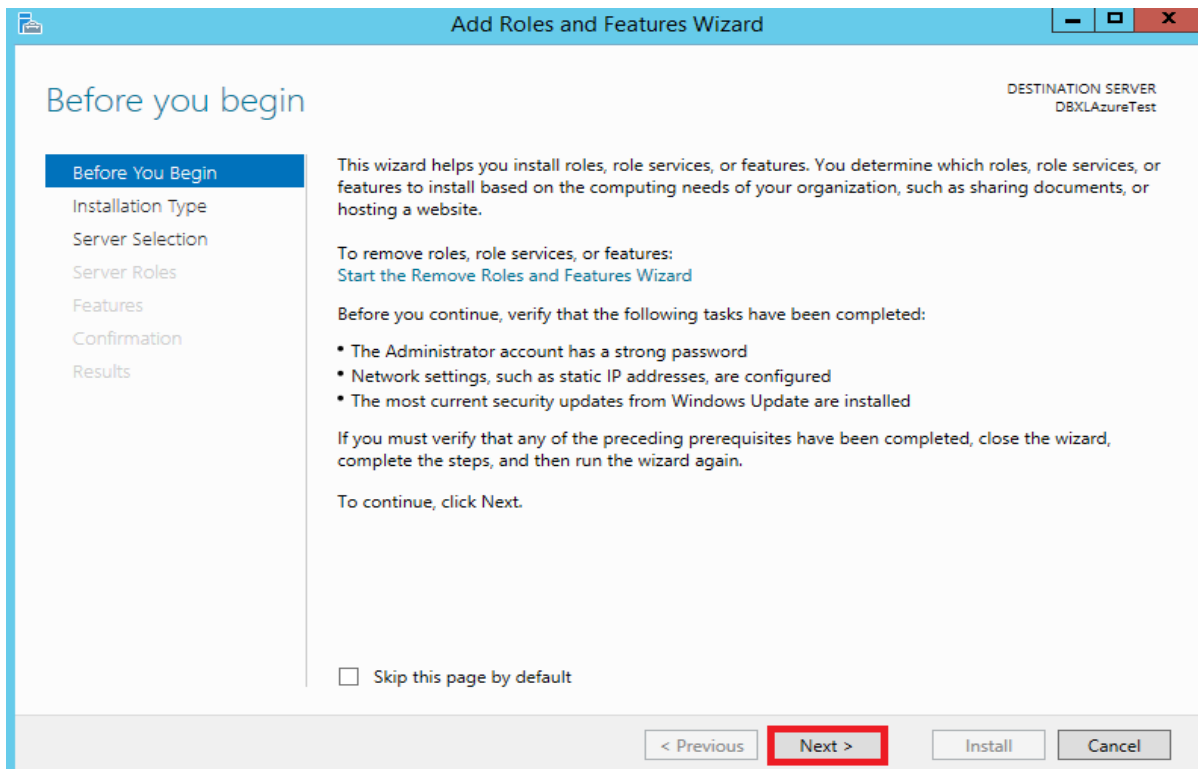 Add Roles and Features Wizard
Before you begin
DESTINATION SERVER
DBXLAzureTest
Before You Begin
Installation Type
Server Selection
Server Roles
Features
Confirmation
Results
This wizard helps you install roles, role services, or features. You determine which roles, role services, or
features to install based on the computing needs of your organization, such as sharing documents, or
hosting a website.
To remove roles, role services, or features:
Start the Remove Roles and Features Wizard
Before you continue, verify that the following tasks have been completed:
• The Administrator account has a strong password
• Network settings, such as static IP addresses, are configured
• The most current security updates from Windows Update are installed
If you must verify that any of the preceding prerequisites have been completed, close the wizard,
complete the steps, and then run the wizard again.
To continue, click Next.
Skip this page by default
< Previous
Next >
Install
Cancel